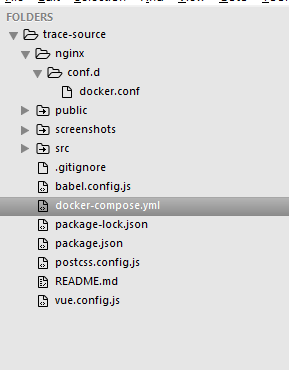 FOLDERS
trace-source
nginx
conf.d
docker.conf
public
screenshots
src
.gitignore
babel.config.js
docker-compose.yml
package-lock.json
package.json
postcss.config.js
README.md
vue.config.js